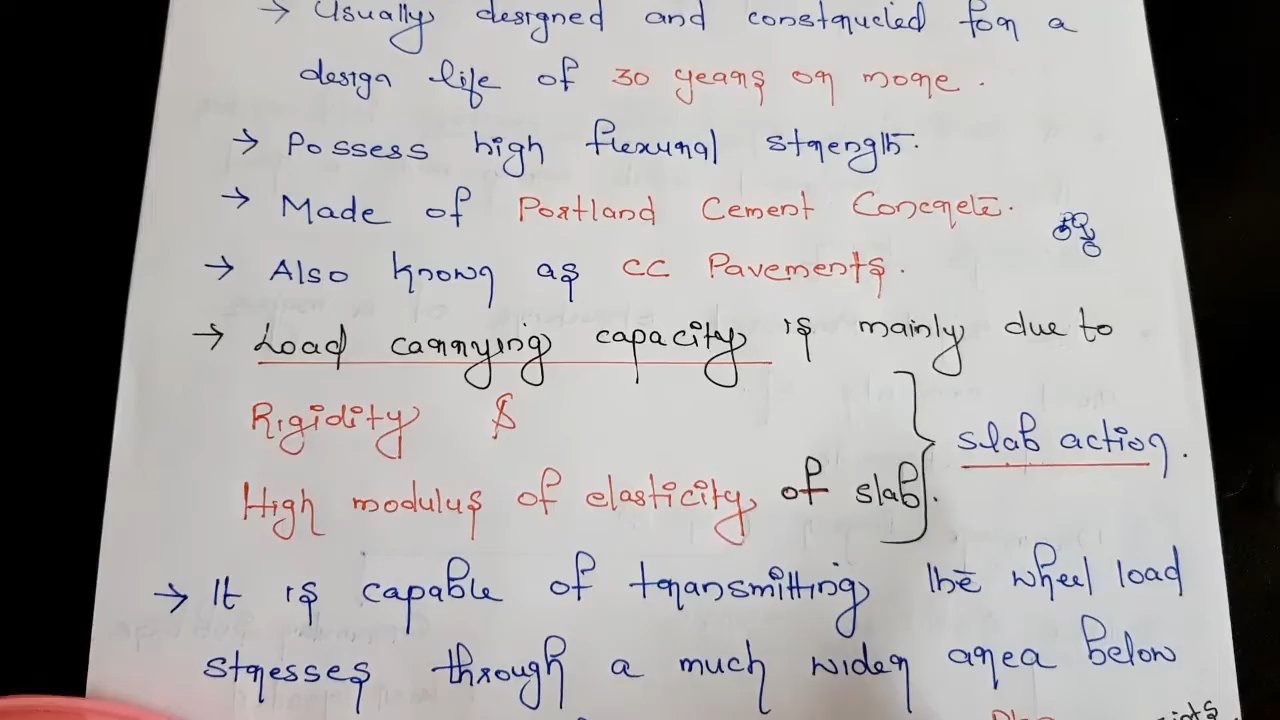 → Usually designed and constructed for a
design life of 30 years or more.
→ Possess high flexural strength.
→ Made of Portland Cement Concrete.
→ Also known as CC Pavements.
→ Load carrying capacity is mainly due to
Rigidity &
High modulus of elasticity of slab.
slab action.
→ It is capable of transmitting the wheel load
stresses through a much wider area below